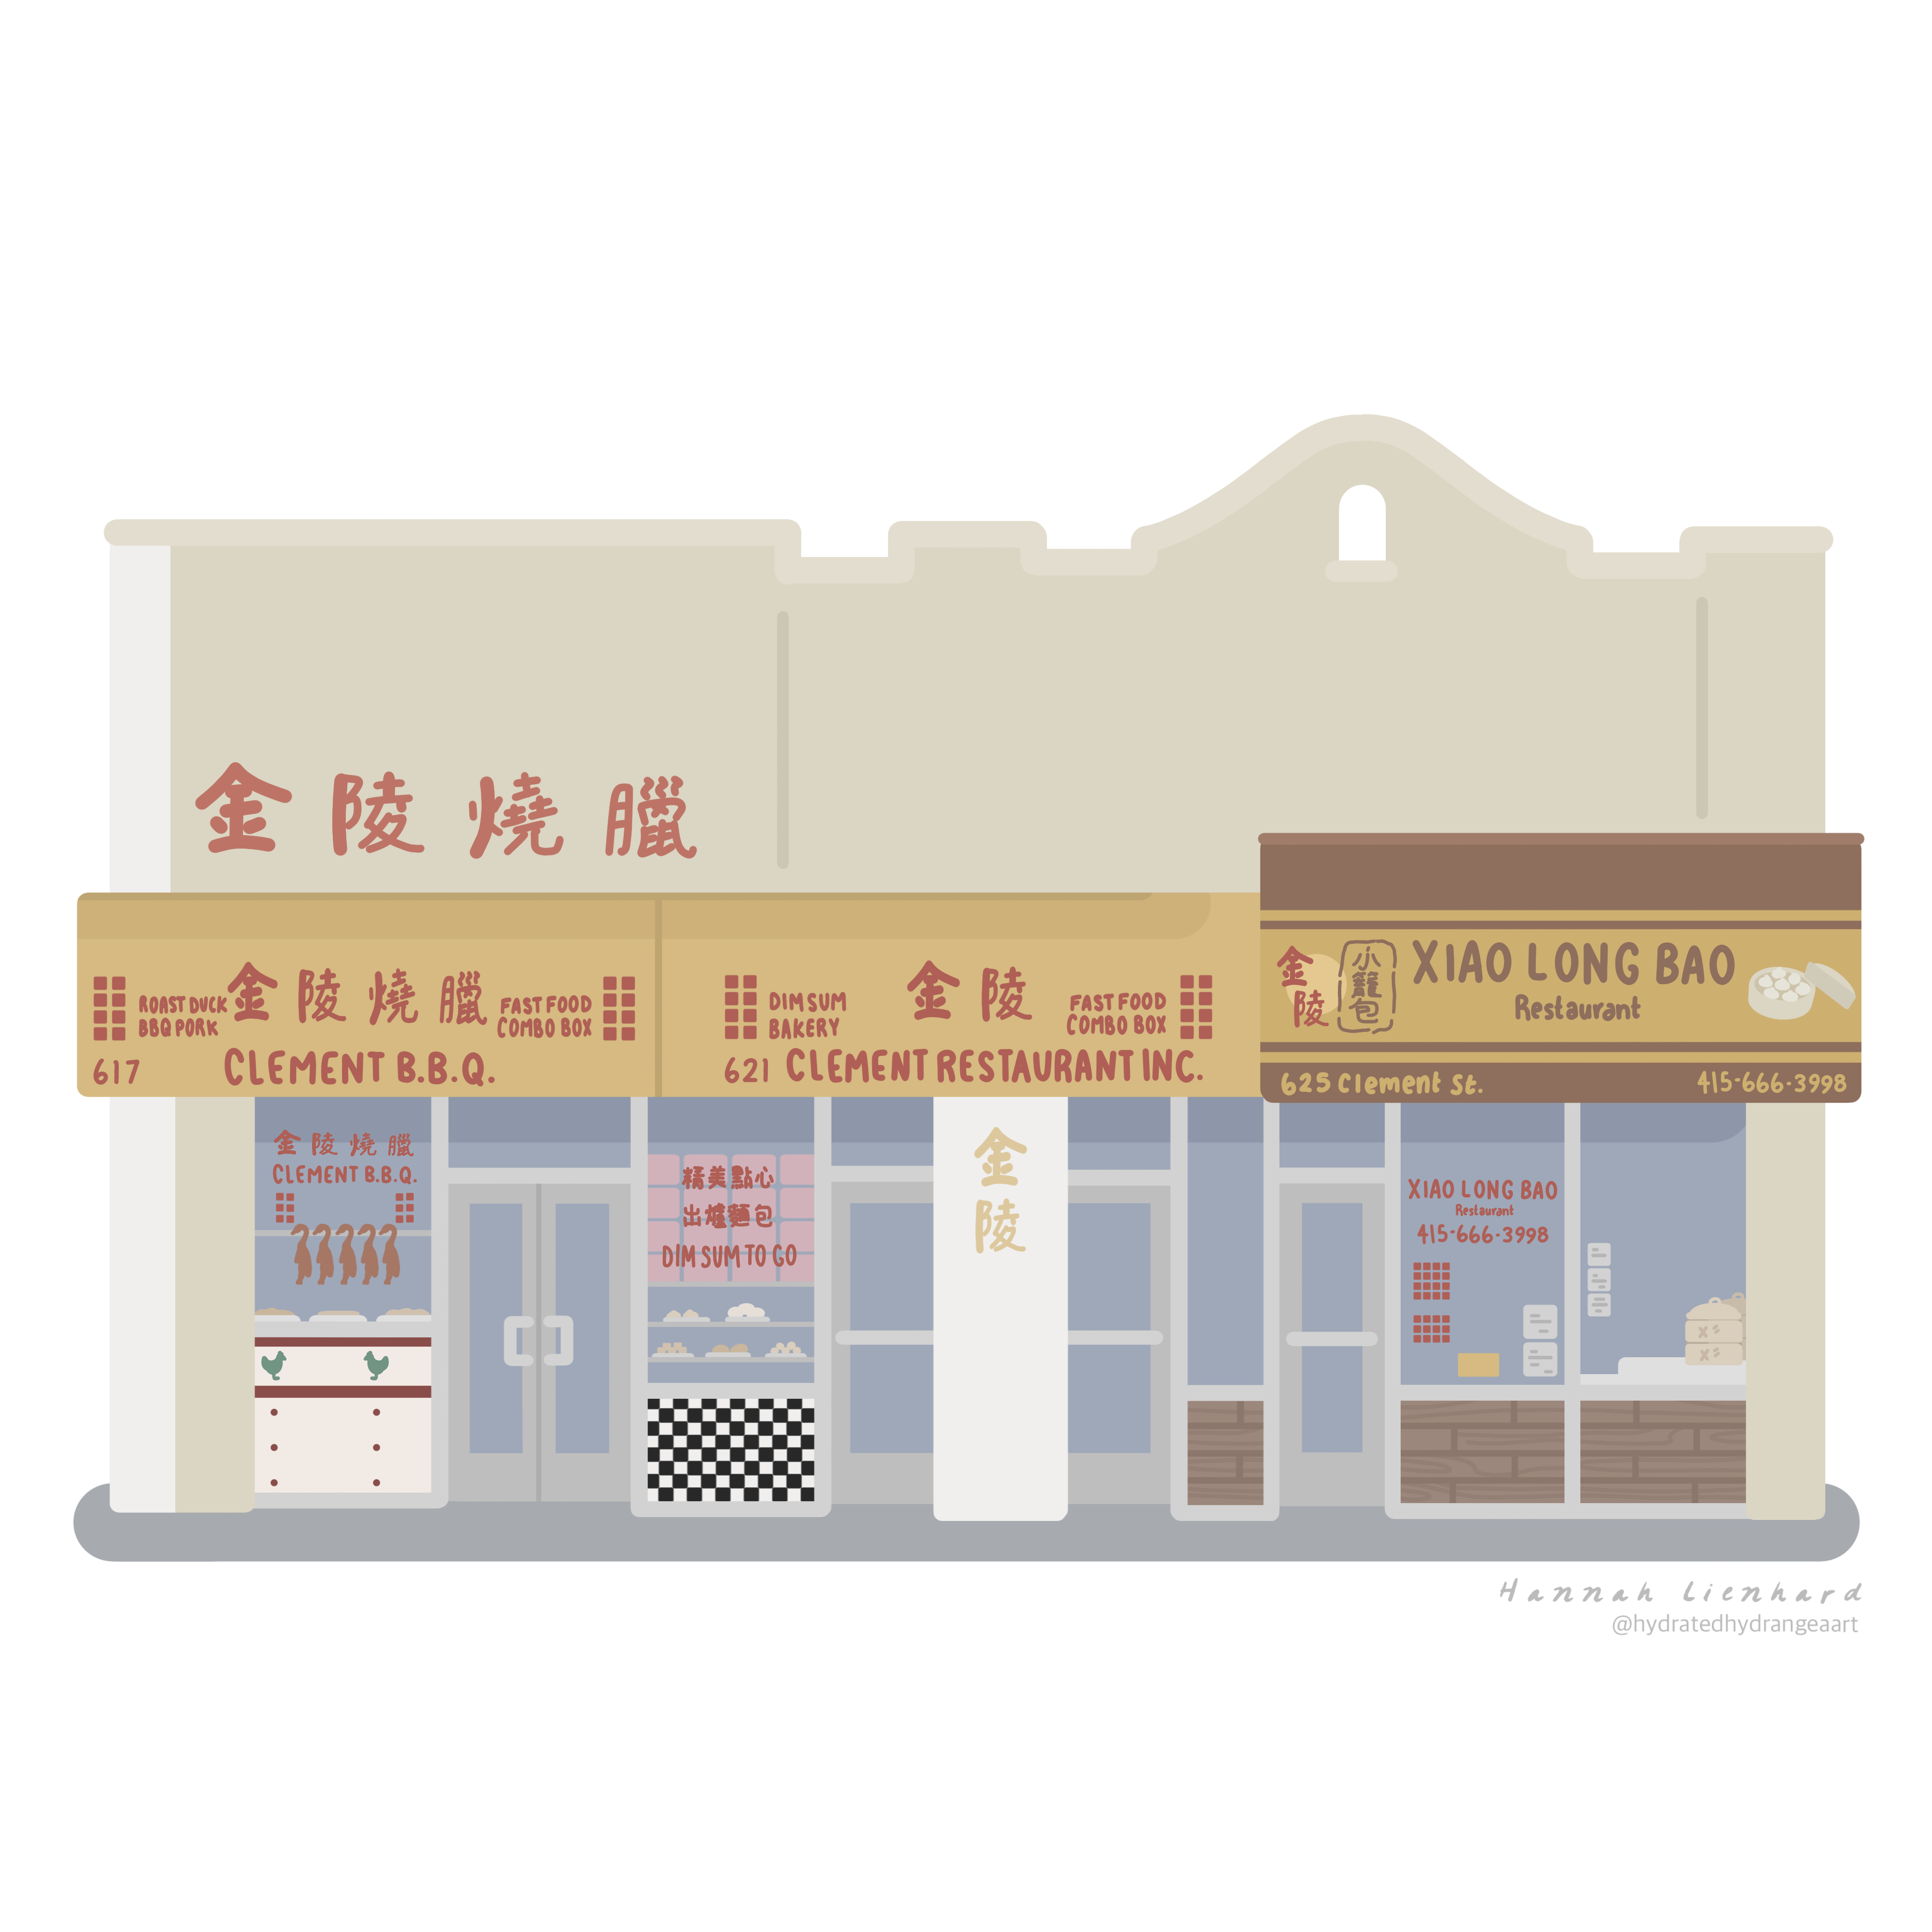 金陵燒臘
ROAST DUCK
BBQ PORK
金陵燒臘
FAST FOOD
COMBO BOX
617
CLEMENT B.B.Q.
DIM SUM
BAKERY
金陵
FAST FOOD
COMBO BOX
621
CLEMENT RESTAURANT INC.
金陵
小籠包
XIAO LONG BAO
Restaurant
625 Clement St.
415-666-3998
金陵燒臘
CLEMENT B.B.Q.
精美點心
出爐麵包
DIM SUM TO GO
金陵
XIAO LONG BAO
Restaurant
415-666-3998
Hannah Lienhard
@hydratedhydrangeaart